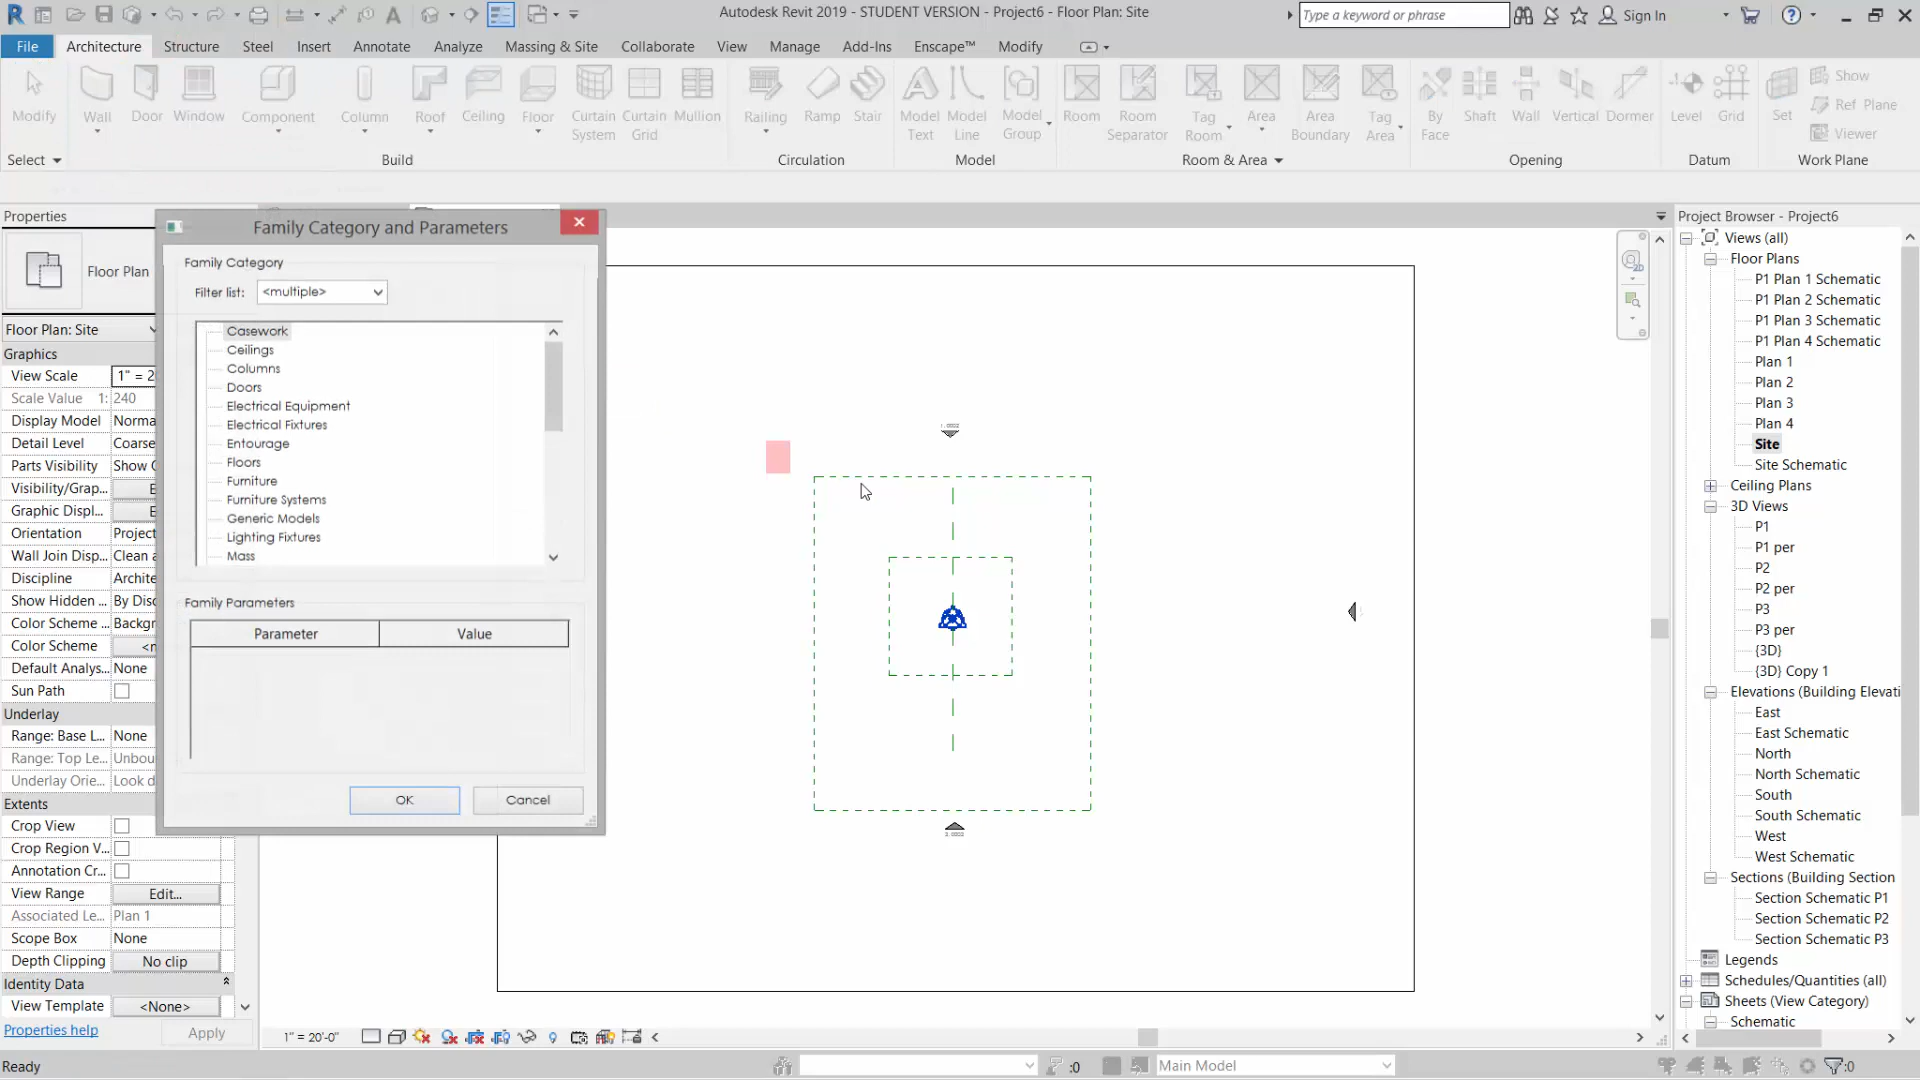 Autodesk Revit 2019 - STUDENT VERSION - Project6 - Floor Plan: Site
Type a keyword or phrase
Sign In
File Architecture Structure Steel Insert Annotate Analyze Massing & Site Collaborate View Manage Add-Ins Enscape™ Modify
Modify Wall Door Window Component Column Roof Ceiling Floor Curtain System Curtain Grid Mullion Railing Ramp Stair Model Text Model Line Model Group Room Room Separator Tag Room Area Area Boundary Tag Area By Face Shaft Wall Vertical Dormer Level Grid Set
Show
Ref Plane
Viewer
Select Build Circulation Model Room & Area Opening Datum Work Plane
Properties
Floor Plan
Floor Plan: Site
Graphics
View Scale 1" = 2
Scale Value 1: 240
Display Model Norma
Detail Level Coarse
Parts Visibility Show C
Visibility/Grap... E
Graphic Displ... E
Orientation Project
Wall Join Disp... Clean a
Discipline Archite
Show Hidden ... By Disc
Color Scheme ... Backgr
Color Scheme <n
Default Analys... None
Sun Path
Underlay
Range: Base L... None
Range: Top Le... Unbou
Underlay Orie... Look d
Extents
Crop View
Crop Region V...
Annotation Cr...
View Range Edit...
Associated Le... Plan 1
Scope Box None
Depth Clipping No clip
Identity Data
View Template <None>
Properties help Apply
Family Category and Parameters
Family Category
Filter list: <multiple>
Casework
Ceilings
Columns
Doors
Electrical Equipment
Electrical Fixtures
Entourage
Floors
Furniture
Furniture Systems
Generic Models
Lighting Fixtures
Mass
Family Parameters
Parameter Value
OK Cancel
Project Browser - Project6
Views (all)
Floor Plans
P1 Plan 1 Schematic
P1 Plan 2 Schematic
P1 Plan 3 Schematic
P1 Plan 4 Schematic
Plan 1
Plan 2
Plan 3
Plan 4
Site
Site Schematic
Ceiling Plans
3D Views
P1
P1 per
P2
P2 per
P3
P3 per
{3D}
{3D} Copy 1
Elevations (Building Elevati
East
East Schematic
North
North Schematic
South
South Schematic
West
West Schematic
Sections (Building Section
Section Schematic P1
Section Schematic P2
Section Schematic P3
Legends
Schedules/Quantities (all)
Sheets (View Category)
Schematic
1" = 20'-0"
Ready
:0
Main Model
:0